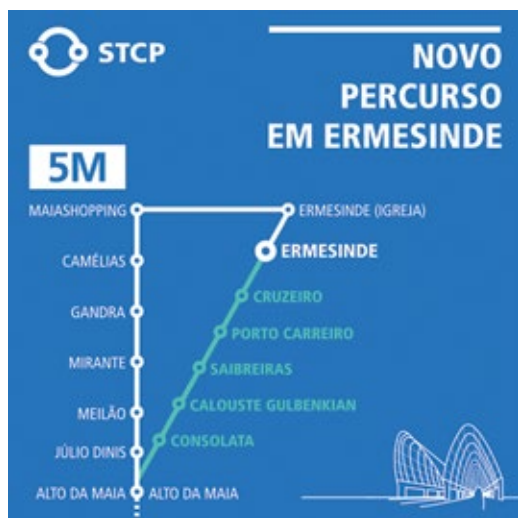 STCP
NOVO
PERCURSO
EM ERMESINDE
5M
MAIASHOPPING
ERMESINDE (IGREJA)
ERMESINDE
CAMÉLIAS
CRUZEIRO
GANDRA
PORTO CARREIRO
MIRANTE
SAIBREIRAS
CALOUSTE GULBENKIAN
MEILÃO
CONSOLATA
JÚLIO DINIS
ALTO DA MAIA
ALTO DA MAIA